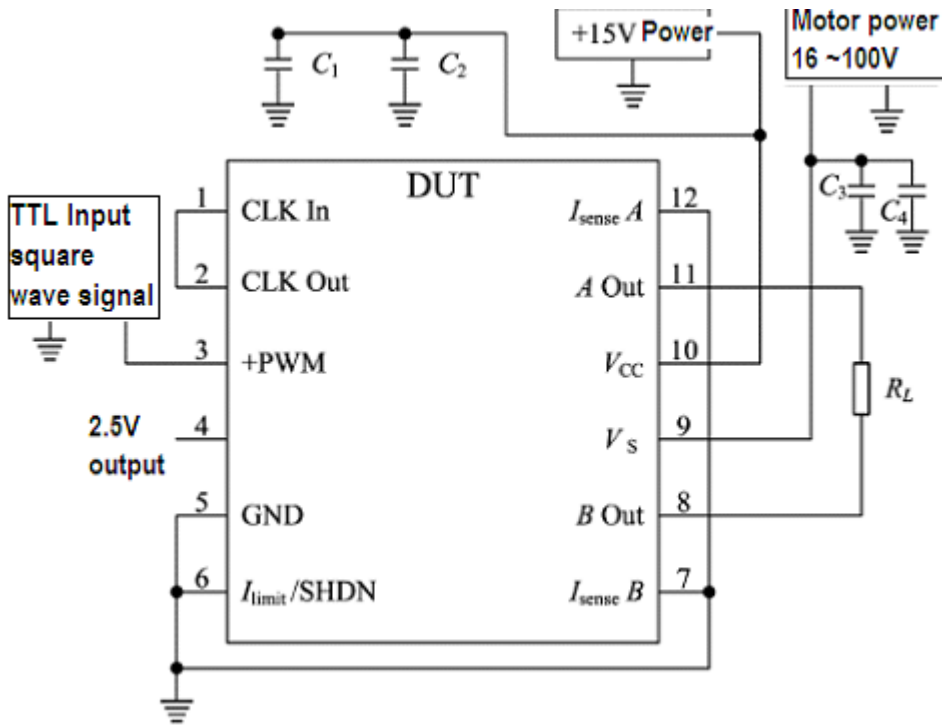 +15V Power
Motor power
16 ~100V
C1
C2
C3
C4
DUT
TTL Input
square
wave signal
1
CLK In
2
CLK Out
3
+PWM
2.5V
output
4
5
GND
6
Ilimit/SHDN
Isense A
12
A Out
11
VCC
10
VS
9
B Out
8
Isense B
7
RL